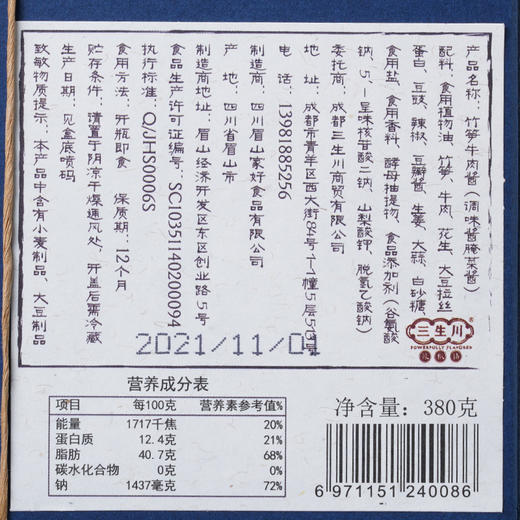 产品名称：竹笋牛肉酱（调味酱腌菜酱）
配料：食用植物油、竹笋、牛肉、花生、大豆拉丝
蛋白、豆豉、辣椒、豆瓣酱、生姜、大蒜、白砂糖、
食用盐、食用香料、酵母抽提物、食品添加剂（谷氨酸
钠、5，-呈味核苷酸二钠、山梨酸钾、脱氢乙酸钠）
委托商：成都三生川商贸有限公司
地址：成都市青羊区西大街84号1-1幢5层
电话：13981885256
制造商：四川省眉山家好食品有限公司
产地：四川省眉山市
制造商地址：眉山经济开发区东区创业路5号
食品生产许可证编号：SC10351140200094
执行标准：Q/JHS0006S
食用方法：开瓶即食 保质期：12个月
贮存条件：请置于阴凉干燥通风处，开盖后需冷藏
生产日期：见盒底喷码
致敏物质提示：本产品中含有小麦制品、大豆制品
三生川®
POWERFULLY FLAVORED
2021/11/01
营养成分表
项目 每100克 营养素参考值%
能量 1717千焦 20%
蛋白质 12.4克 21%
脂肪 40.7克 68%
碳水化合物 0克 0%
钠 1437毫克 72%
净含量：380克
6 971151 240086